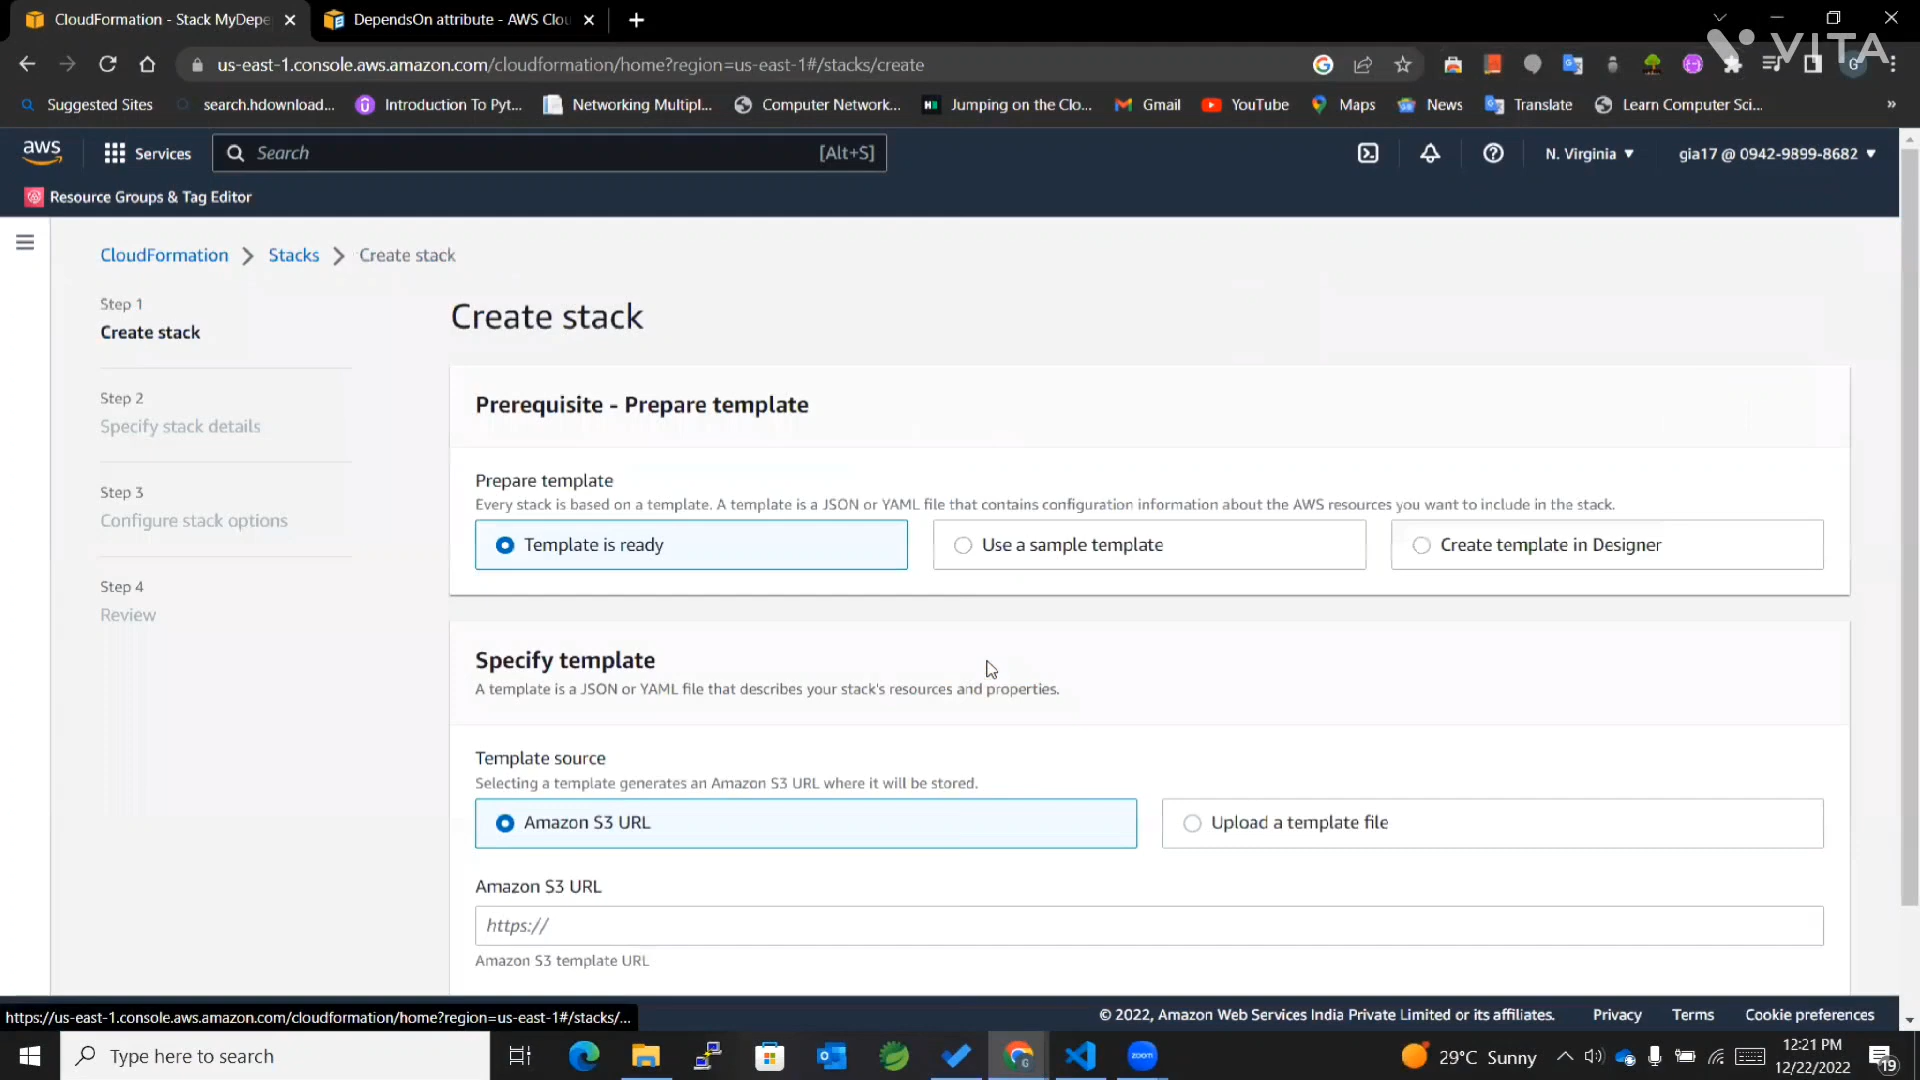 CloudFormation - Stack MyDepe
DependsOn attribute - AWS Clou
VITA
us-east-1.console.aws.amazon.com/cloudformation/home?region=us-east-1#/stacks/create
Suggested Sites
search.hdownload...
Introduction To Pyt...
Networking Multipl...
Computer Network...
Jumping on the Clo...
Gmail
YouTube
Maps
News
Translate
Learn Computer Sci...
»
aws
Services
Search
[Alt+S]
N. Virginia
gia17 @ 0942-9899-8682
Resource Groups & Tag Editor
CloudFormation
Stacks
Create stack
Step 1
Create stack
Step 2
Specify stack details
Step 3
Configure stack options
Step 4
Review
Create stack
Prerequisite - Prepare template
Prepare template
Every stack is based on a template. A template is a JSON or YAML file that contains configuration information about the AWS resources you want to include in the stack.
Template is ready
Use a sample template
Create template in Designer
Specify template
A template is a JSON or YAML file that describes your stack's resources and properties.
Template source
Selecting a template generates an Amazon S3 URL where it will be stored.
Amazon S3 URL
Upload a template file
Amazon S3 URL
https://
Amazon S3 template URL
https://us-east-1.console.aws.amazon.com/cloudformation/home?region=us-east-1#/stacks/...
© 2022, Amazon Web Services India Private Limited or its affiliates.
Privacy
Terms
Cookie preferences
Type here to search
zoom
29°C Sunny
12:21 PM
12/22/2022
19